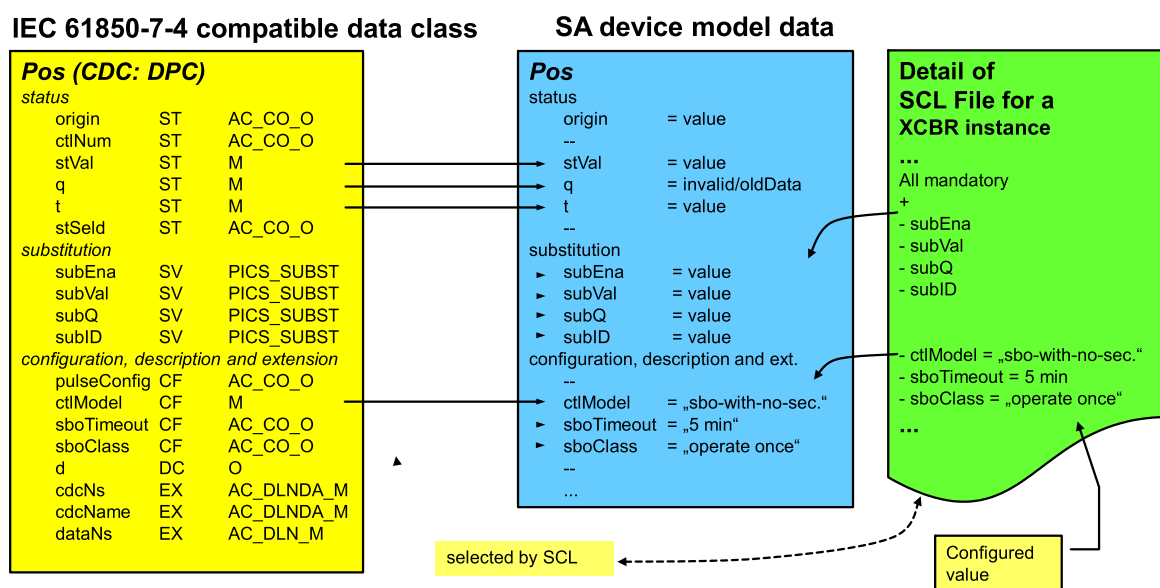 IEC 61850-7-4 compatible data class
Pos (CDC: DPC)
status
origin ST AC_CO_O
ctlNum ST AC_CO_O
stVal ST M
q ST M
t ST M
stSeld ST AC_CO_O
substitution
subEna SV PICS_SUBST
subVal SV PICS_SUBST
subQ SV PICS_SUBST
subID SV PICS_SUBST
configuration, description and extension
pulseConfig CF AC_CO_O
ctlModel CF M
sboTimeout CF AC_CO_O
sboClass CF AC_CO_O
d DC O
cdcNs EX AC_DLNDA_M
cdcName EX AC_DLNDA_M
dataNs EX AC_DLN_M
SA device model data
Pos
status
origin = value
--
stVal = value
q = invalid/oldData
t = value
--
substitution
subEna = value
subVal = value
subQ = value
subID = value
configuration, description and ext.
--
ctlModel = „sbo-with-no-sec.“
sboTimeout = „5 min“
sboClass = „operate once“
--
...
Detail of
SCL File for a
XCBR instance
...
All mandatory
+
- subEna
- subVal
- subQ
- subID
- ctlModel = „sbo-with-no-sec.“
- sboTimeout = 5 min
- sboClass = „operate once“
...
selected by SCL
Configured
value